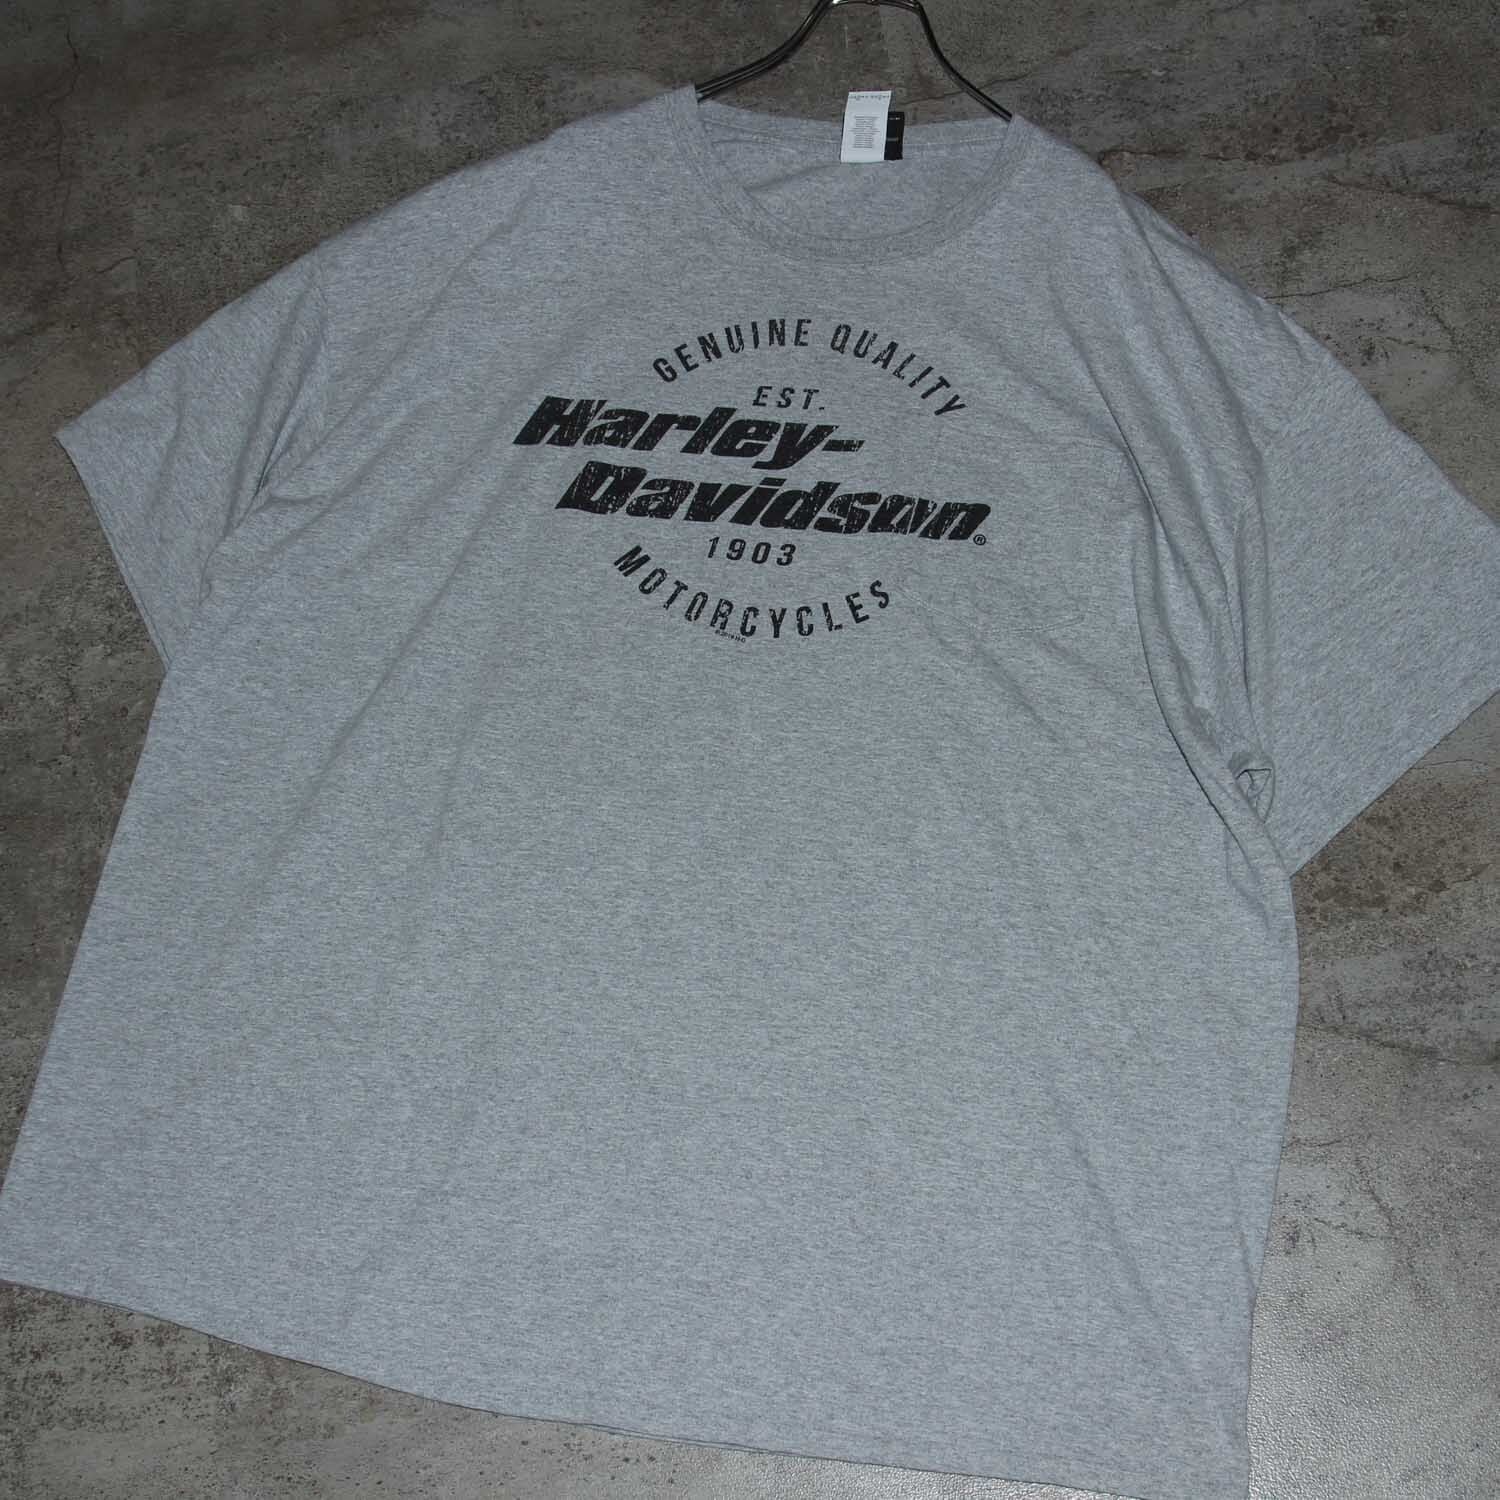 GENUINE QUALITY
EST.
Harley-
Davidson®
1903
MOTORCYCLES